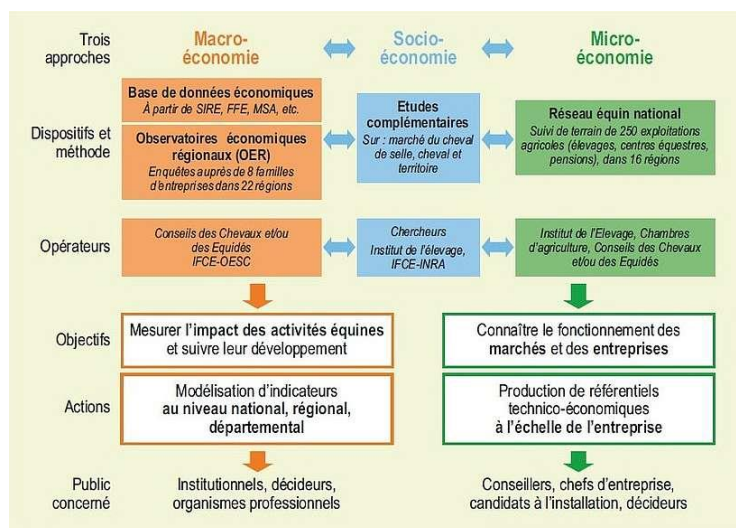 Trois
approches
Macro-
économie
Socio-
économie
Micro-
économie
Dispositifs et
méthode
Base de données économiques
À partir de SIRE, FFE, MSA, etc.
Observatoires économiques
régionaux (OER)
Enquêtes auprès de 8 familles
d'entreprises dans 22 régions
Etudes
complémentaires
Sur : marché du cheval
de selle, cheval et
territoire
Réseau équin national
Suivi de terrain de 250 exploitations
agricoles (élevages, centres équestres,
pensions), dans 16 régions
Opérateurs
Conseils des Chevaux et/ou
des Equidés
IFCE-OESC
Chercheurs
Institut de l'élevage,
IFCE-INRA
Institut de l'Elevage, Chambres
d'agriculture, Conseils des Chevaux
et/ou des Equidés
Objectifs
Mesurer l'impact des activités équines
et suivre leur développement
Connaître le fonctionnement des
marchés et des entreprises
Actions
Modélisation d'indicateurs
au niveau national, régional,
départemental
Production de référentiels
technico-économiques
à l'échelle de l'entreprise
Public
concerné
Institutionnels, décideurs,
organismes professionnels
Conseillers, chefs d'entreprise,
candidats à l'installation, décideurs